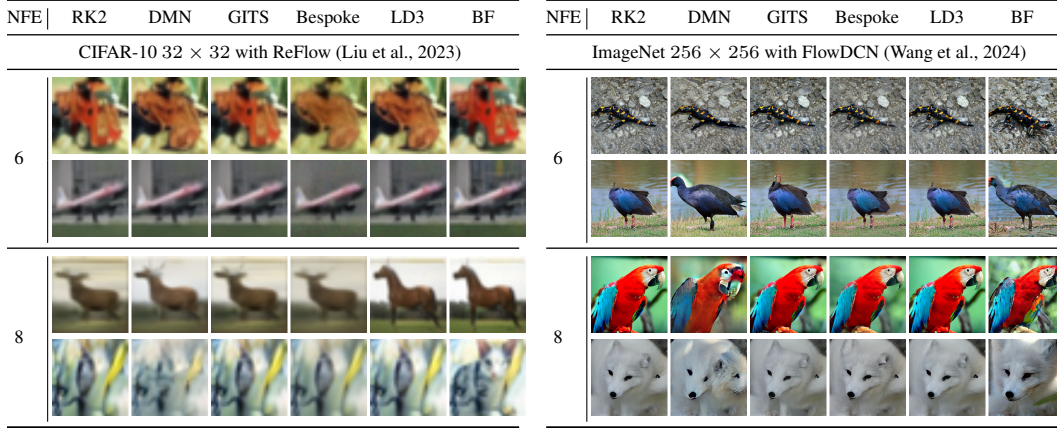 NFE RK2 DMN GITS Bespoke LD3 BF
CIFAR-10 32 × 32 with ReFlow (Liu et al., 2023)
6
8
NFE RK2 DMN GITS Bespoke LD3 BF
ImageNet 256 × 256 with FlowDCN (Wang et al., 2024)
6
8